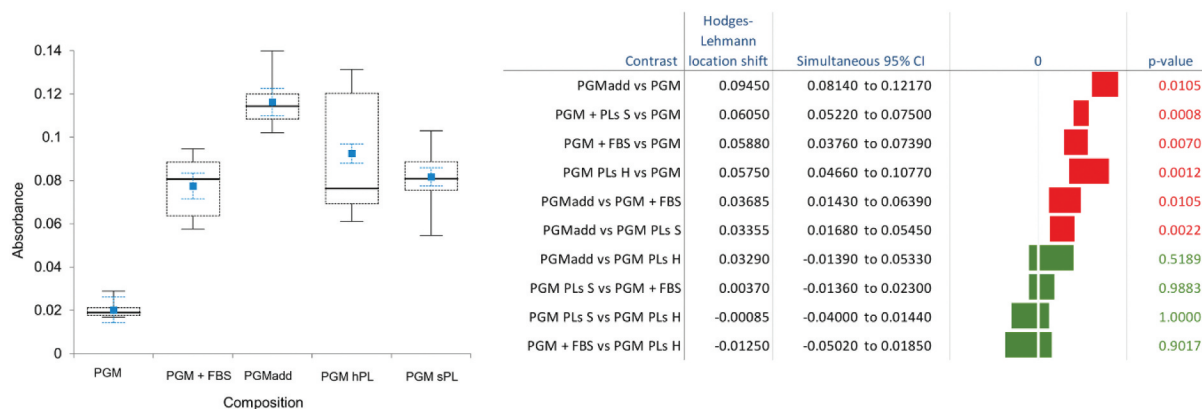 0.14
0.12
0.1
0.08
0.06
0.04
0.02
0
Absorbance
PGM PGM + FBS PGMadd PGM hPL PGM sPL
Composition
Hodges-
Lehmann
Contrast location shift Simultaneous 95% CI 0 p-value
PGMadd vs PGM 0.09450 0.08140 to 0.12170 0.0105
PGM + PLs S vs PGM 0.06050 0.05220 to 0.07500 0.0008
PGM + FBS vs PGM 0.05880 0.03760 to 0.07390 0.0070
PGM PLs H vs PGM 0.05750 0.04660 to 0.10770 0.0012
PGMadd vs PGM + FBS 0.03685 0.01430 to 0.06390 0.0105
PGMadd vs PGM PLs S 0.03355 0.01680 to 0.05450 0.0022
PGMadd vs PGM PLs H 0.03290 -0.01390 to 0.05330 0.5189
PGM PLs S vs PGM + FBS 0.00370 -0.01360 to 0.02300 0.9883
PGM PLs S vs PGM PLs H -0.00085 -0.04000 to 0.01440 1.0000
PGM + FBS vs PGM PLs H -0.01250 -0.05020 to 0.01850 0.9017